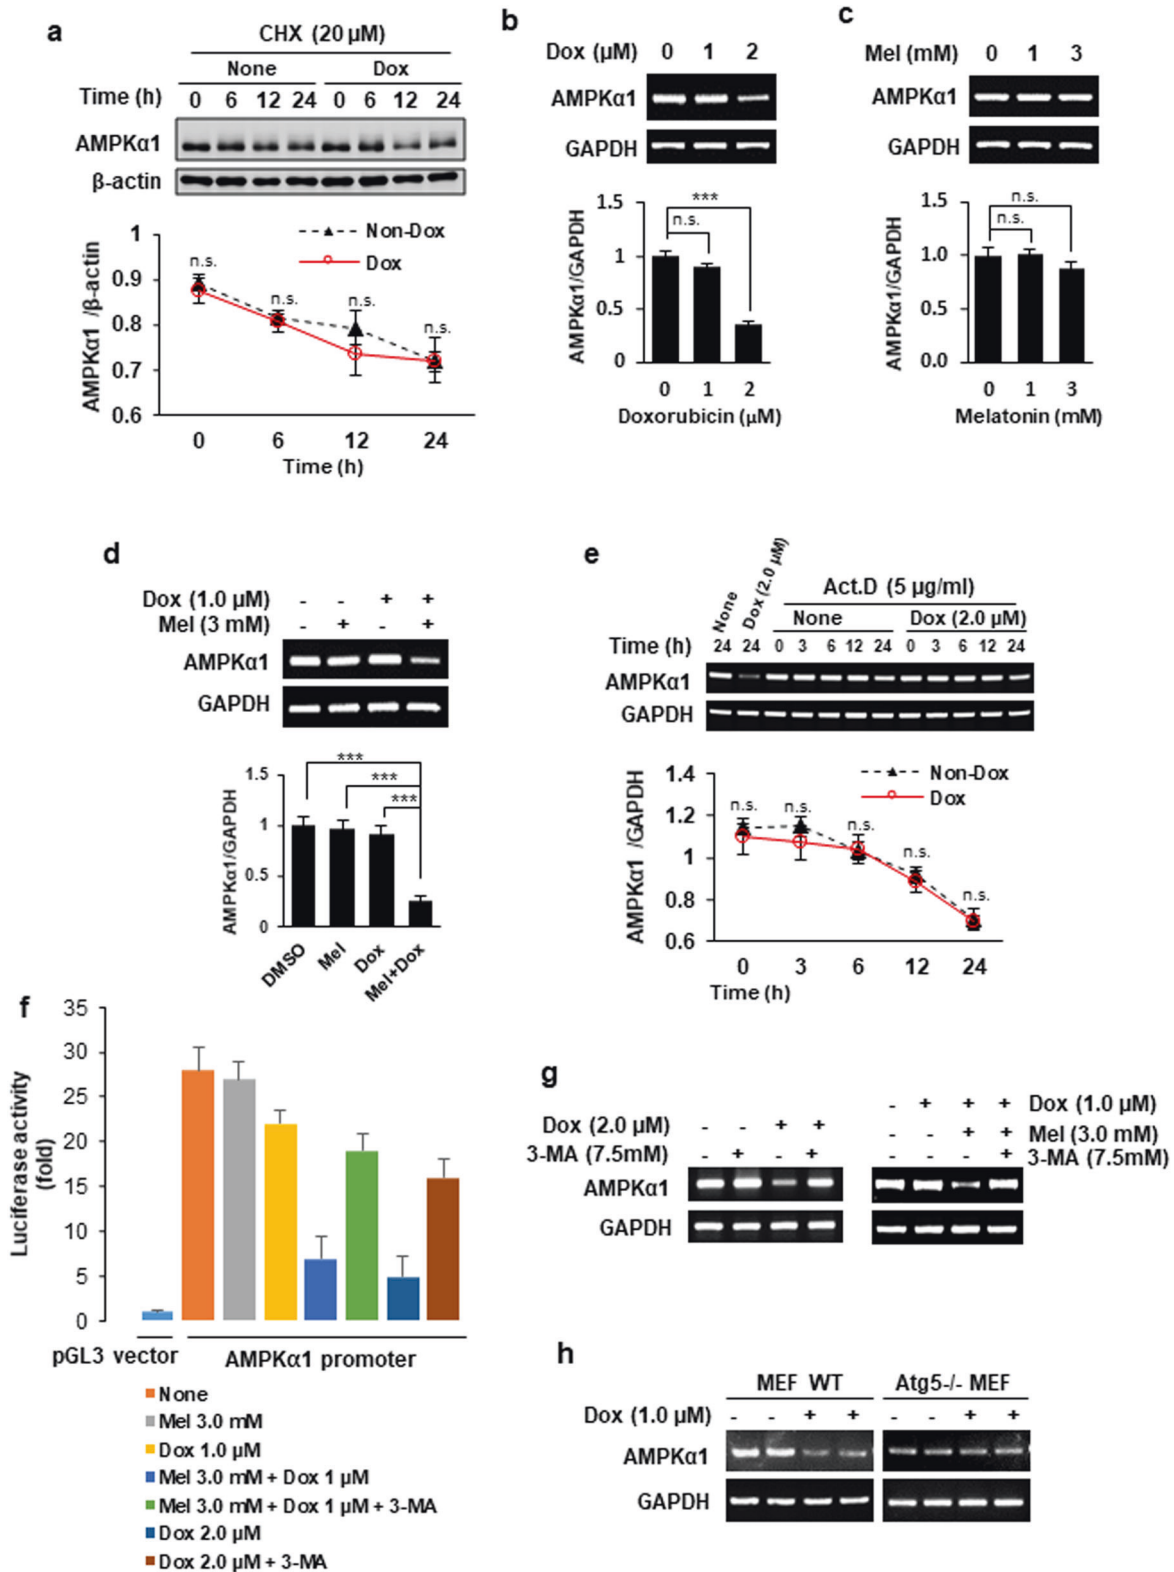 a
CHX (20 µM)
None Dox
Time (h) 0 6 12 24 0 6 12 24
AMPKα1
β-actin
AMPKα1 /β-actin
1
0.9
0.8
0.7
0.6
Non-Dox
Dox
n.s.
n.s.
n.s.
n.s.
0 6 12 24
Time (h)
b
Dox (µM) 0 1 2
AMPKα1
GAPDH
AMPKα1/GAPDH
1.5
1
0.5
0
***
n.s.
0 1 2
Doxorubicin (µM)
c
Mel (mM) 0 1 3
AMPKα1
GAPDH
AMPKα1/GAPDH
1.5
1.0
0.5
0.0
n.s.
n.s.
0 1 3
Melatonin (mM)
d
Dox (1.0 µM) - - + +
Mel (3 mM) - + - +
AMPKα1
GAPDH
AMPKα1/GAPDH
1.5
1
0.5
0
***
***
***
DMSO Mel Dox Mel+Dox
e
None Dox (2.0 µM)
Act.D (5 µg/ml)
None Dox (2.0 µM)
Time (h) 24 24 0 3 6 12 24 0 3 6 12 24
AMPKα1
GAPDH
AMPKα1 /GAPDH
1.4
1.2
1
0.8
0.6
Non-Dox
Dox
n.s.
n.s.
n.s.
n.s.
n.s.
0 3 6 12 24
Time (h)
f
Luciferase activity
(fold)
35
30
25
20
15
10
5
0
pGL3 vector AMPKα1 promoter
None
Mel 3.0 mM
Dox 1.0 µM
Mel 3.0 mM + Dox 1 µM
Mel 3.0 mM + Dox 1 µM + 3-MA
Dox 2.0 µM
Dox 2.0 µM + 3-MA
g
Dox (2.0 µM) - - + +
3-MA (7.5mM) - + - +
AMPKα1
GAPDH
- + + + Dox (1.0 µM)
- - + + Mel (3.0 mM)
- - - + 3-MA (7.5mM)
h
MEF WT Atg5-/- MEF
Dox (1.0 µM) - - + + - - + +
AMPKα1
GAPDH